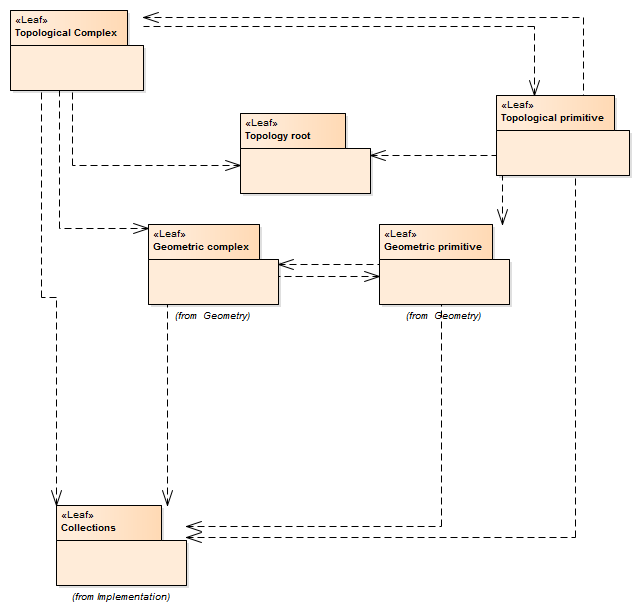 «Leaf»
Topological Complex
«Leaf»
Topological primitive
«Leaf»
Topology root
«Leaf»
Geometric complex
(from Geometry)
«Leaf»
Geometric primitive
(from Geometry)
«Leaf»
Collections
(from Implementation)